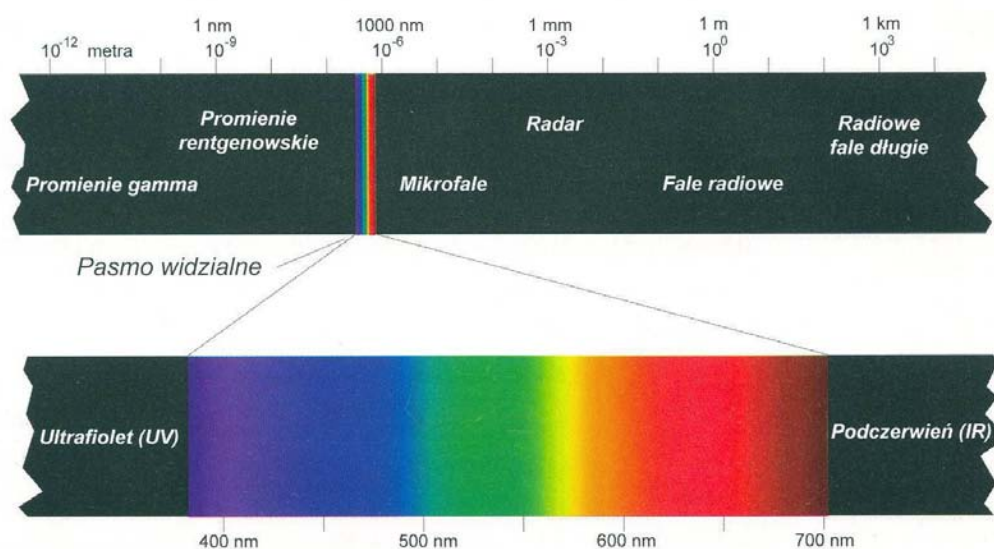 1 nm 1000 nm 1 mm 1 m 1 km
10⁻¹² metra 10⁻⁹ 10⁻⁶ 10⁻³ 10⁰ 10³
Promienie
rentgenowskie
Radar
Radiowe
fale długie
Promienie gamma
Mikrofale
Fale radiowe
Pasmo widzialne
Ultrafiolet (UV)
Podczerwień (IR)
400 nm 500 nm 600 nm 700 nm